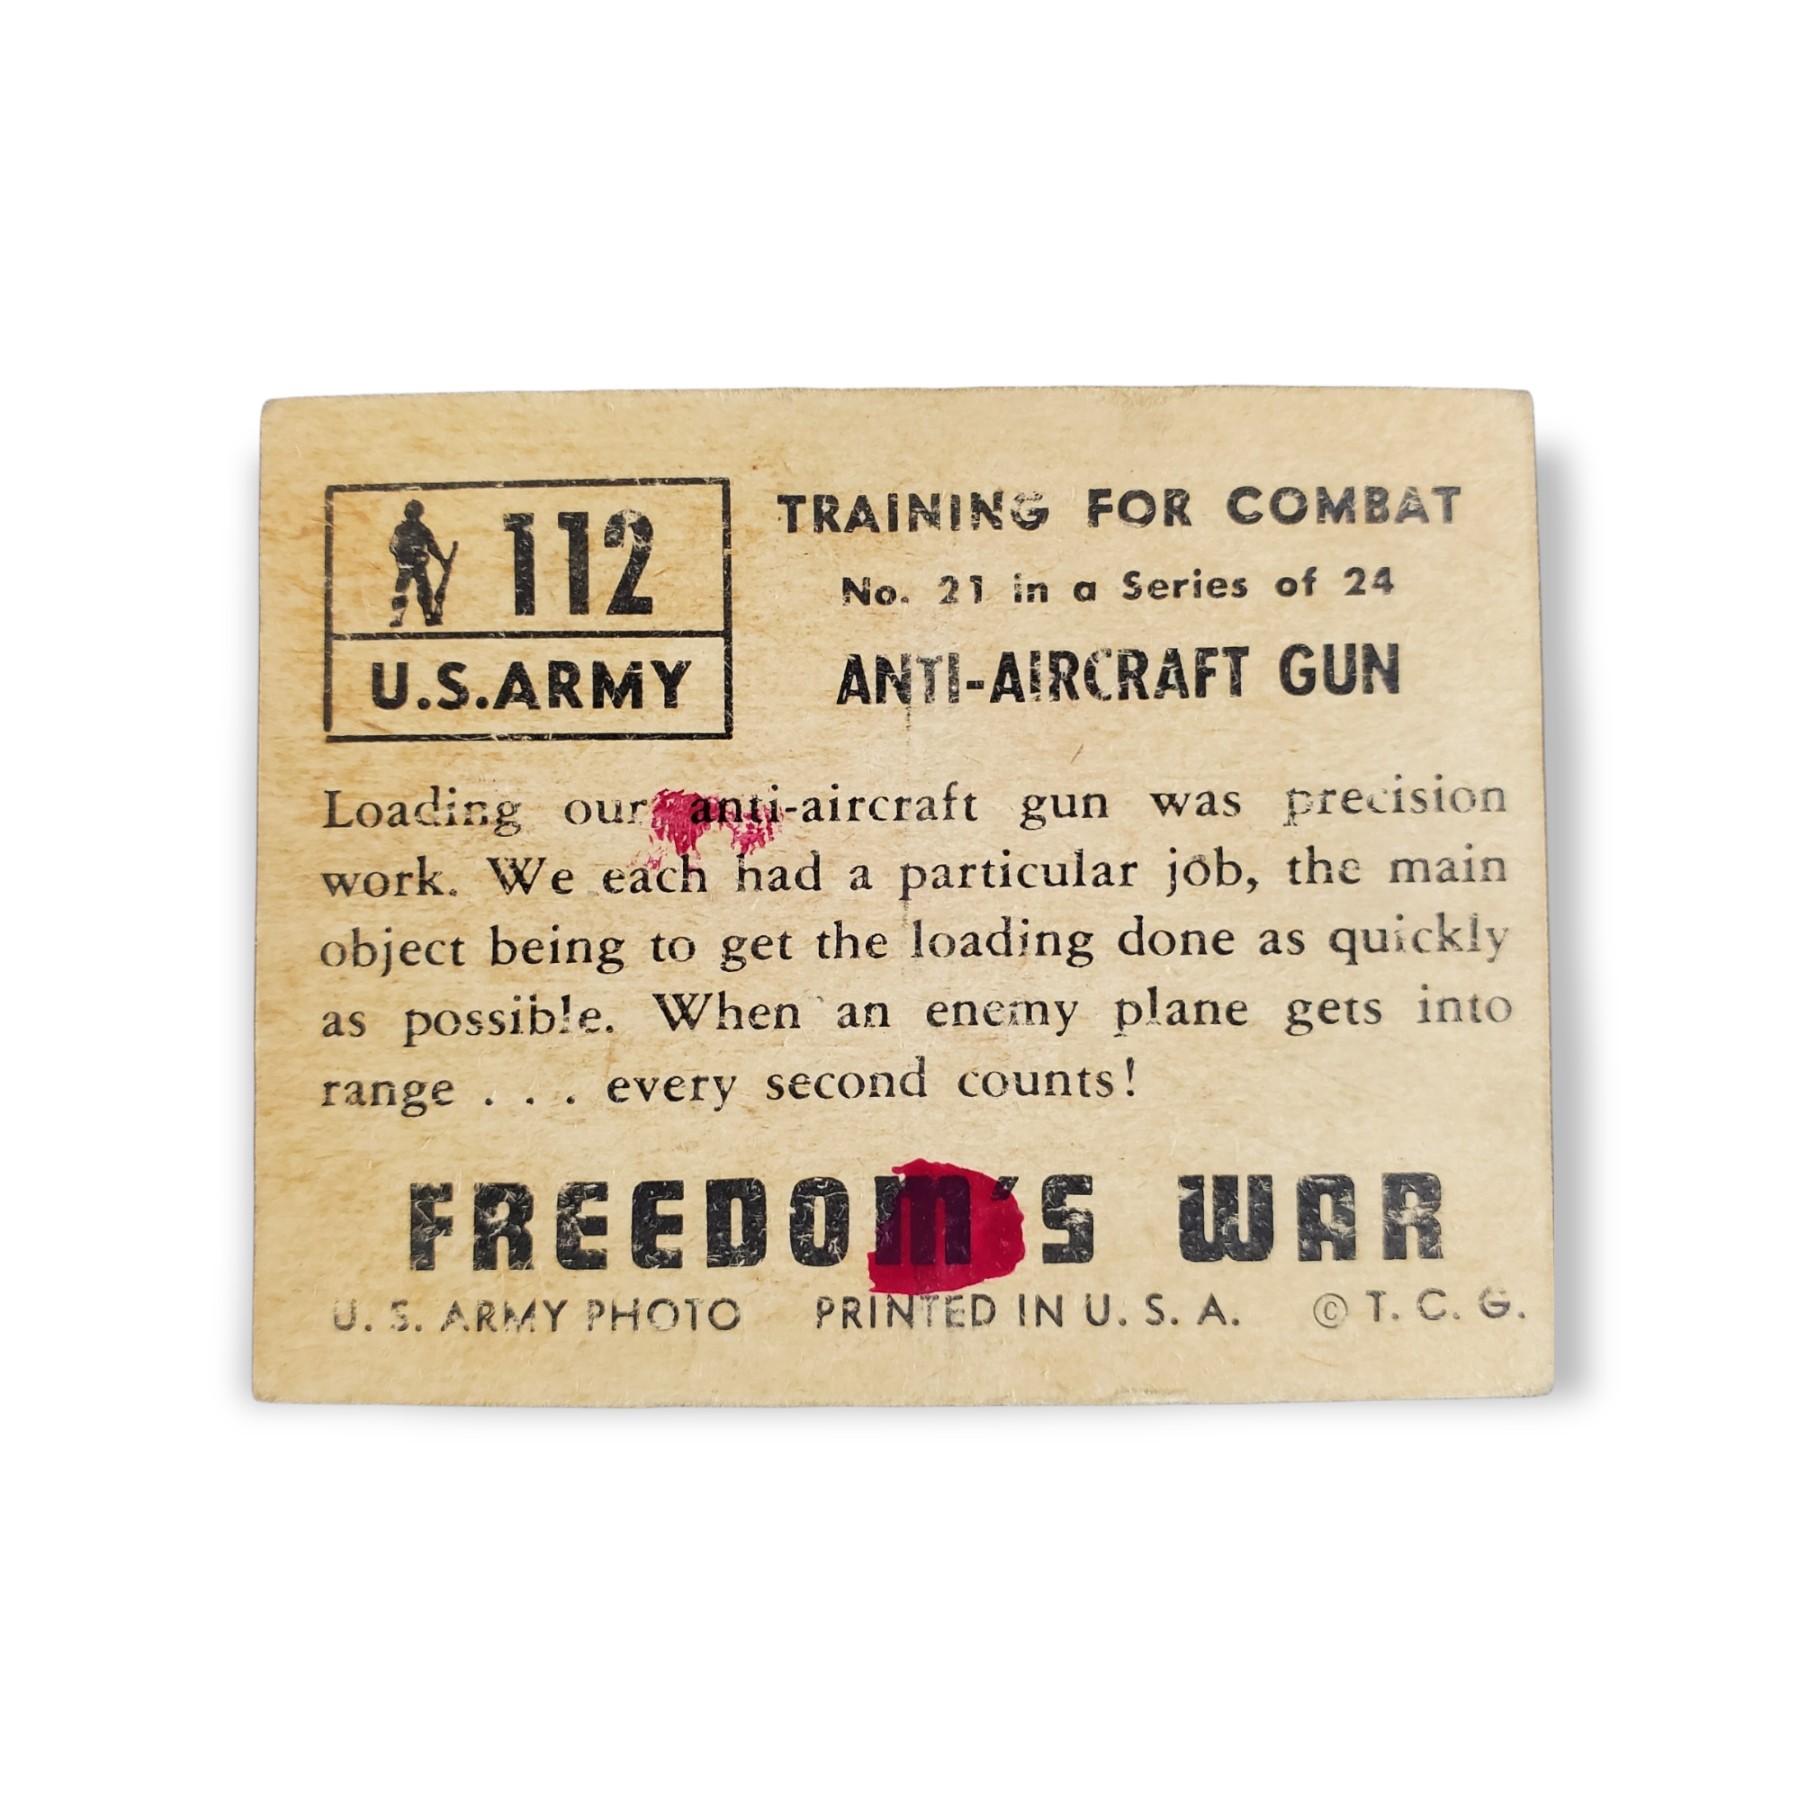 112
U.S.ARMY
TRAINING FOR COMBAT
No. 21 in a Series of 24
ANTI-AIRCRAFT GUN
Loading our anti-aircraft gun was precision
work. We each had a particular job, the main
object being to get the loading done as quickly
as possible. When an enemy plane gets into
range . . . every second counts!
FREEDOM'S WAR
U. S. ARMY PHOTO PRINTED IN U. S. A. © T. C. G.